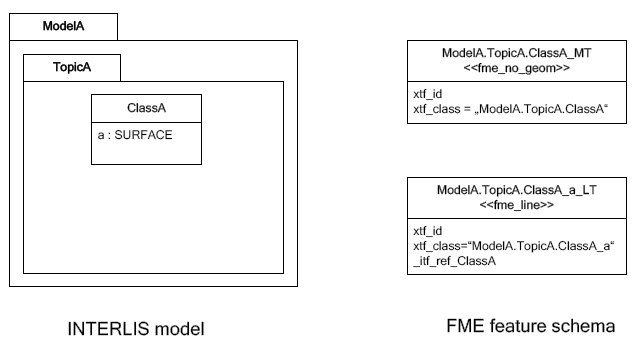 ModelA
TopicA
ClassA
a : SURFACE
INTERLIS model
ModelA.TopicA.ClassA_MT
<<fme_no_geom>>
xtf_id
xtf_class = „ModelA.TopicA.ClassA“
ModelA.TopicA.ClassA_a_LT
<<fme_line>>
xtf_id
xtf_class=“ModelA.TopicA.ClassA_a“
_itf_ref_ClassA
FME feature schema